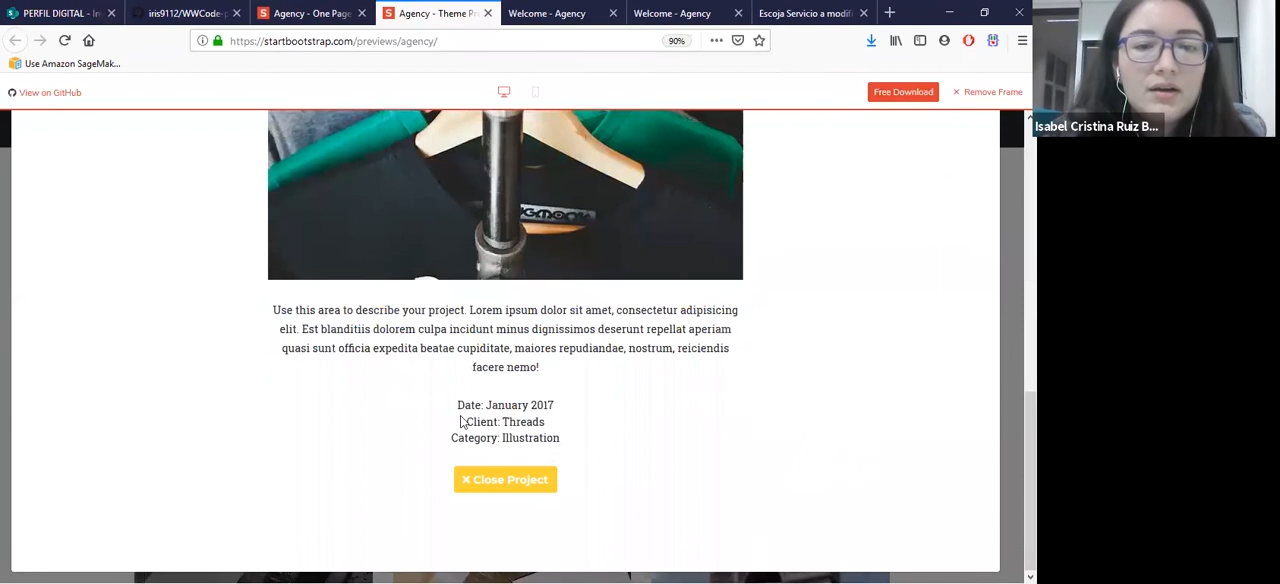 PERFIL DIGITAL - In
iris9112/WWCode-p
Agency - One Page
Agency - Theme Pr
Welcome - Agency
Welcome - Agency
Escoja Servicio a modifi
https://startbootstrap.com/previews/agency/
90%
Use Amazon SageMak...
View on GitHub
Free Download
Remove Frame
Isabel Cristina Ruiz B...
Use this area to describe your project. Lorem ipsum dolor sit amet, consectetur adipisicing
elit. Est blanditiis dolorem culpa incidunt minus dignissimos deserunt repellat aperiam
quasi sunt officia expedita beatae cupiditate, maiores repudiandae, nostrum, reiciendis
facere nemo!
Date: January 2017
Client: Threads
Category: Illustration
Close Project